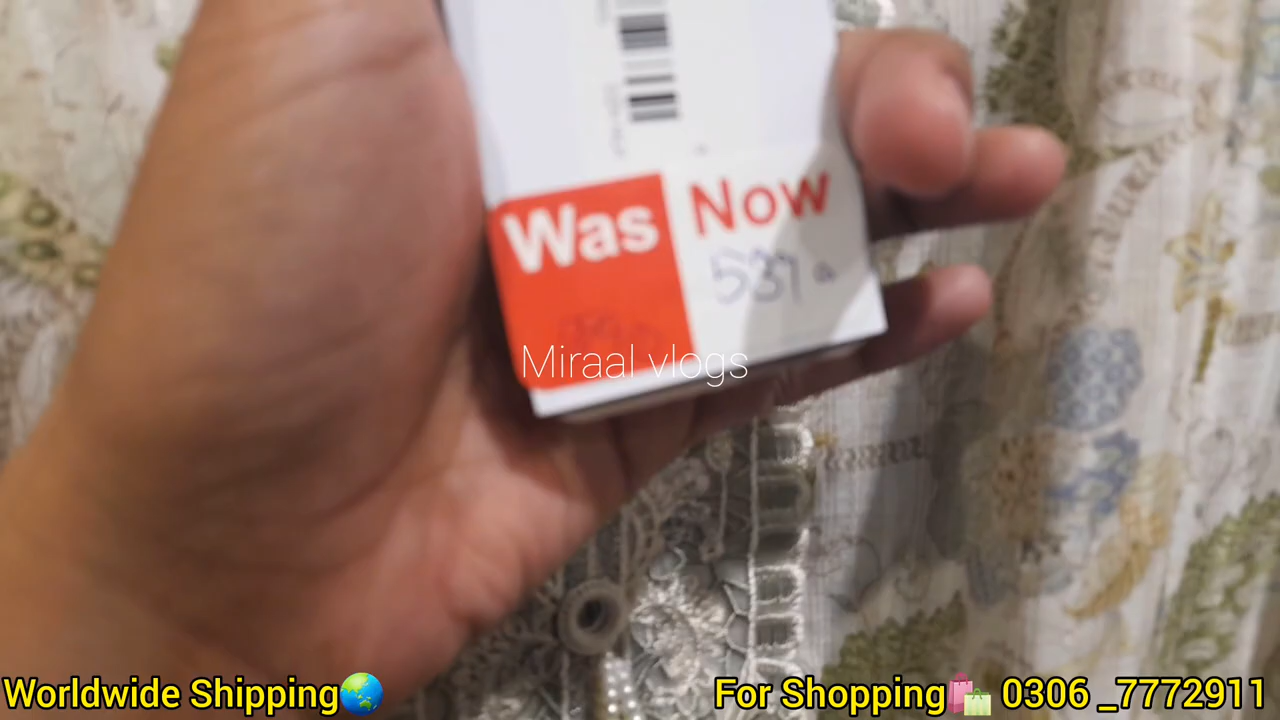 Was Now
Miraal vlogs
Worldwide Shipping🌏
For Shopping🛍️ 0306 _7772911